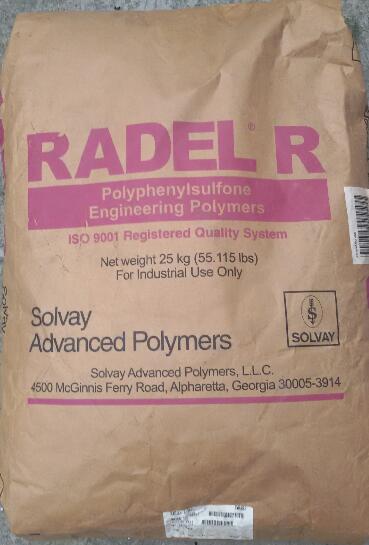 RADEL® R
Polyphenylsulfone
Engineering Polymers
ISO 9001 Registered Quality System
Net weight 25 kg (55.115 lbs)
For Industrial Use Only
Solvay
Advanced Polymers
SOLVAY
Solvay Advanced Polymers, L.L.C.
4500 McGinnis Ferry Road, Alpharetta, Georgia 30005-3914
Solvay